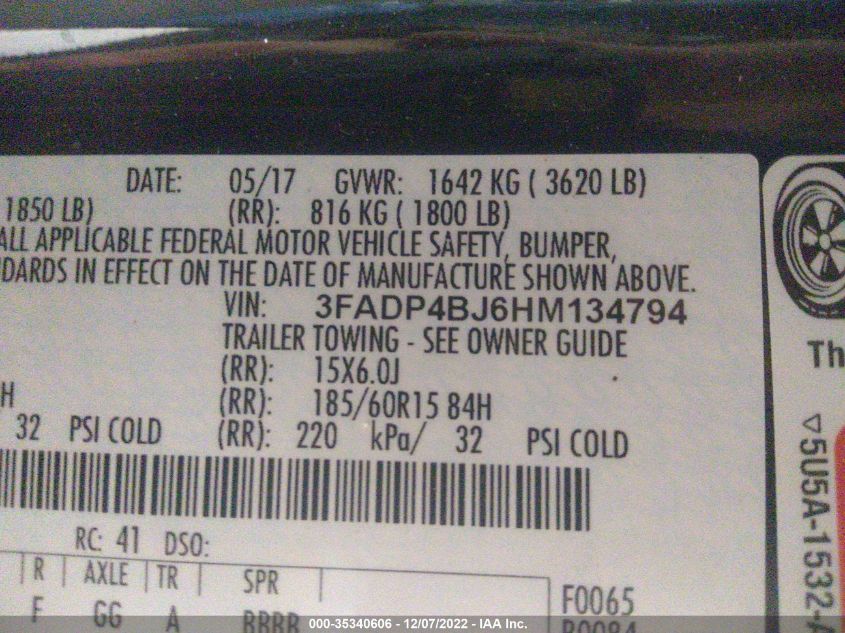 DATE: 05/17 GVWR: 1642 KG ( 3620 LB)
1850 LB) (RR): 816 KG ( 1800 LB)
ALL APPLICABLE FEDERAL MOTOR VEHICLE SAFETY, BUMPER,
DARDS IN EFFECT ON THE DATE OF MANUFACTURE SHOWN ABOVE.
VIN: 3FADP4BJ6HM134794
TRAILER TOWING - SEE OWNER GUIDE
(RR): 15X6.0J
H (RR): 185/60R15 84H
32 PSI COLD (RR): 220 kPa/ 32 PSI COLD
RC: 41 DSO:
R AXLE TR SPR
F GG A BBBB
F0065
Th
5U5A-1532-A
000-35340606 - 12/07/2022 - IAA Inc.